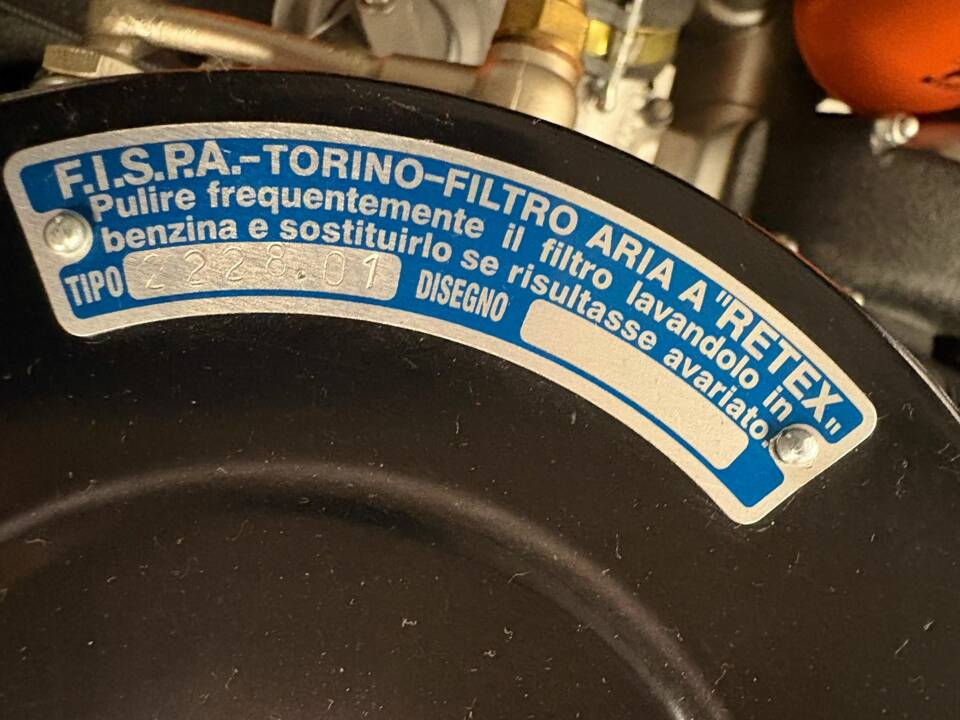 F.I.S.P.A.-TORINO-FILTRO ARIA A "RETEX"
Pulire frequentemente il filtro lavandolo in
benzina e sostituirlo se risultasse avariato.
TIPO 2228.01 DISEGNO